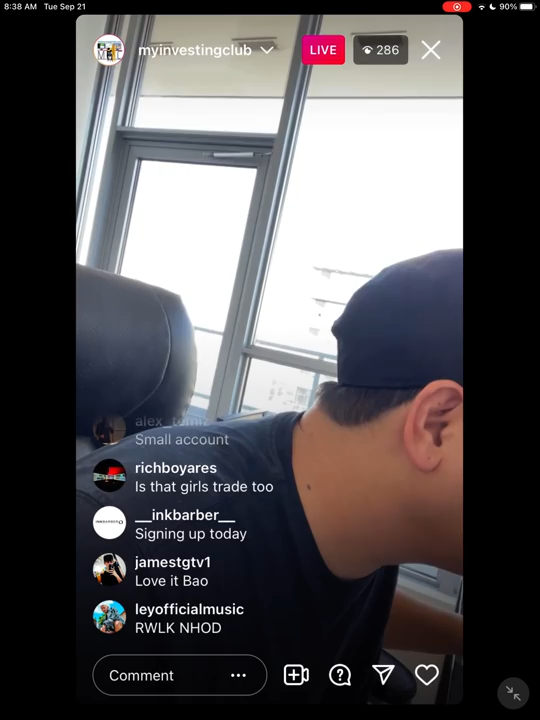 8:38 AM Tue Sep 21
90%
myinvestingclub
LIVE
286
Small account
richboyares
Is that girls trade too
__inkbarber__
Signing up today
jamestgtv1
Love it Bao
leyofficialmusic
RWLK NHOD
Comment